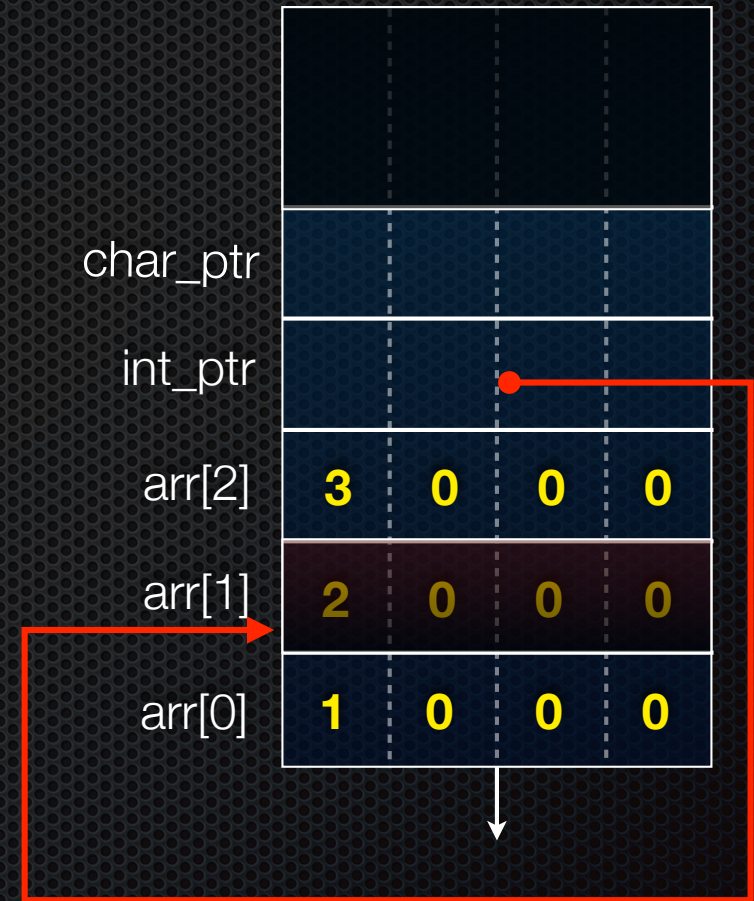 char_ptr
int_ptr
arr[2] 3 0 0 0
arr[1] 2 0 0 0
arr[0] 1 0 0 0